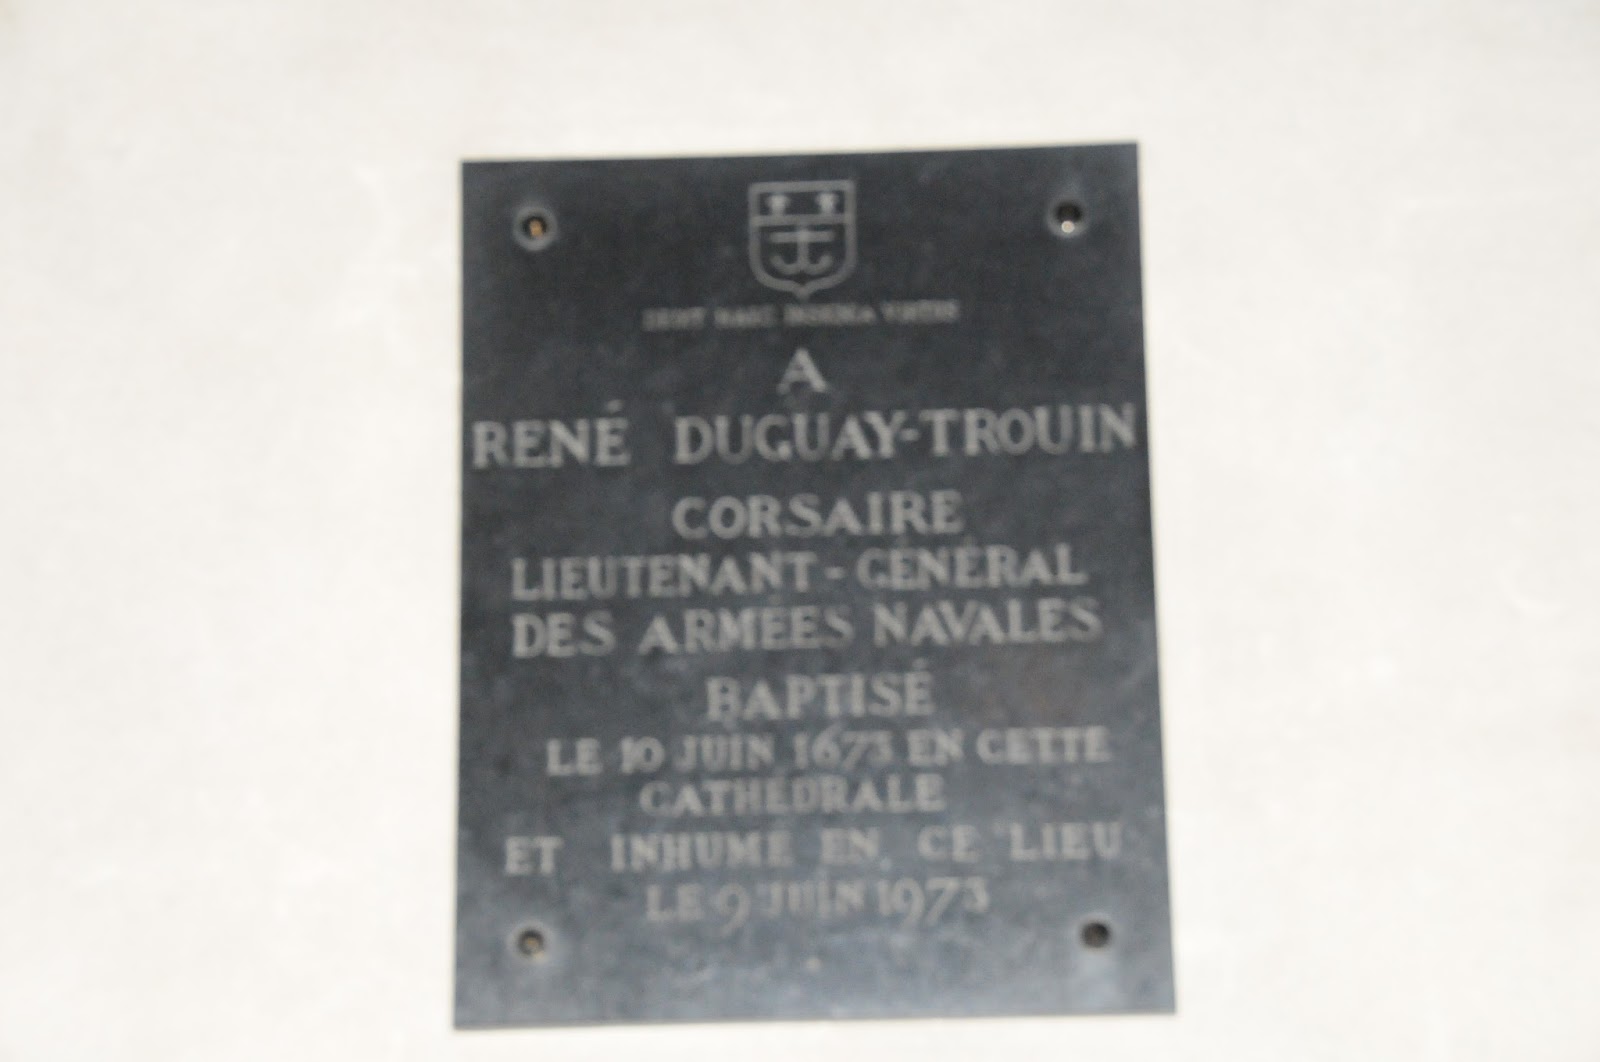 A
RENÉ DUGUAY-TROUIN
CORSAIRE
LIEUTENANT-GÉNÉRAL
DES ARMÉES NAVALES
BAPTISÉ
LE 10 JUIN 1673 EN CETTE
CATHÉDRALE
ET INHUMÉ EN CE LIEU
LE 9 JUIN 1973